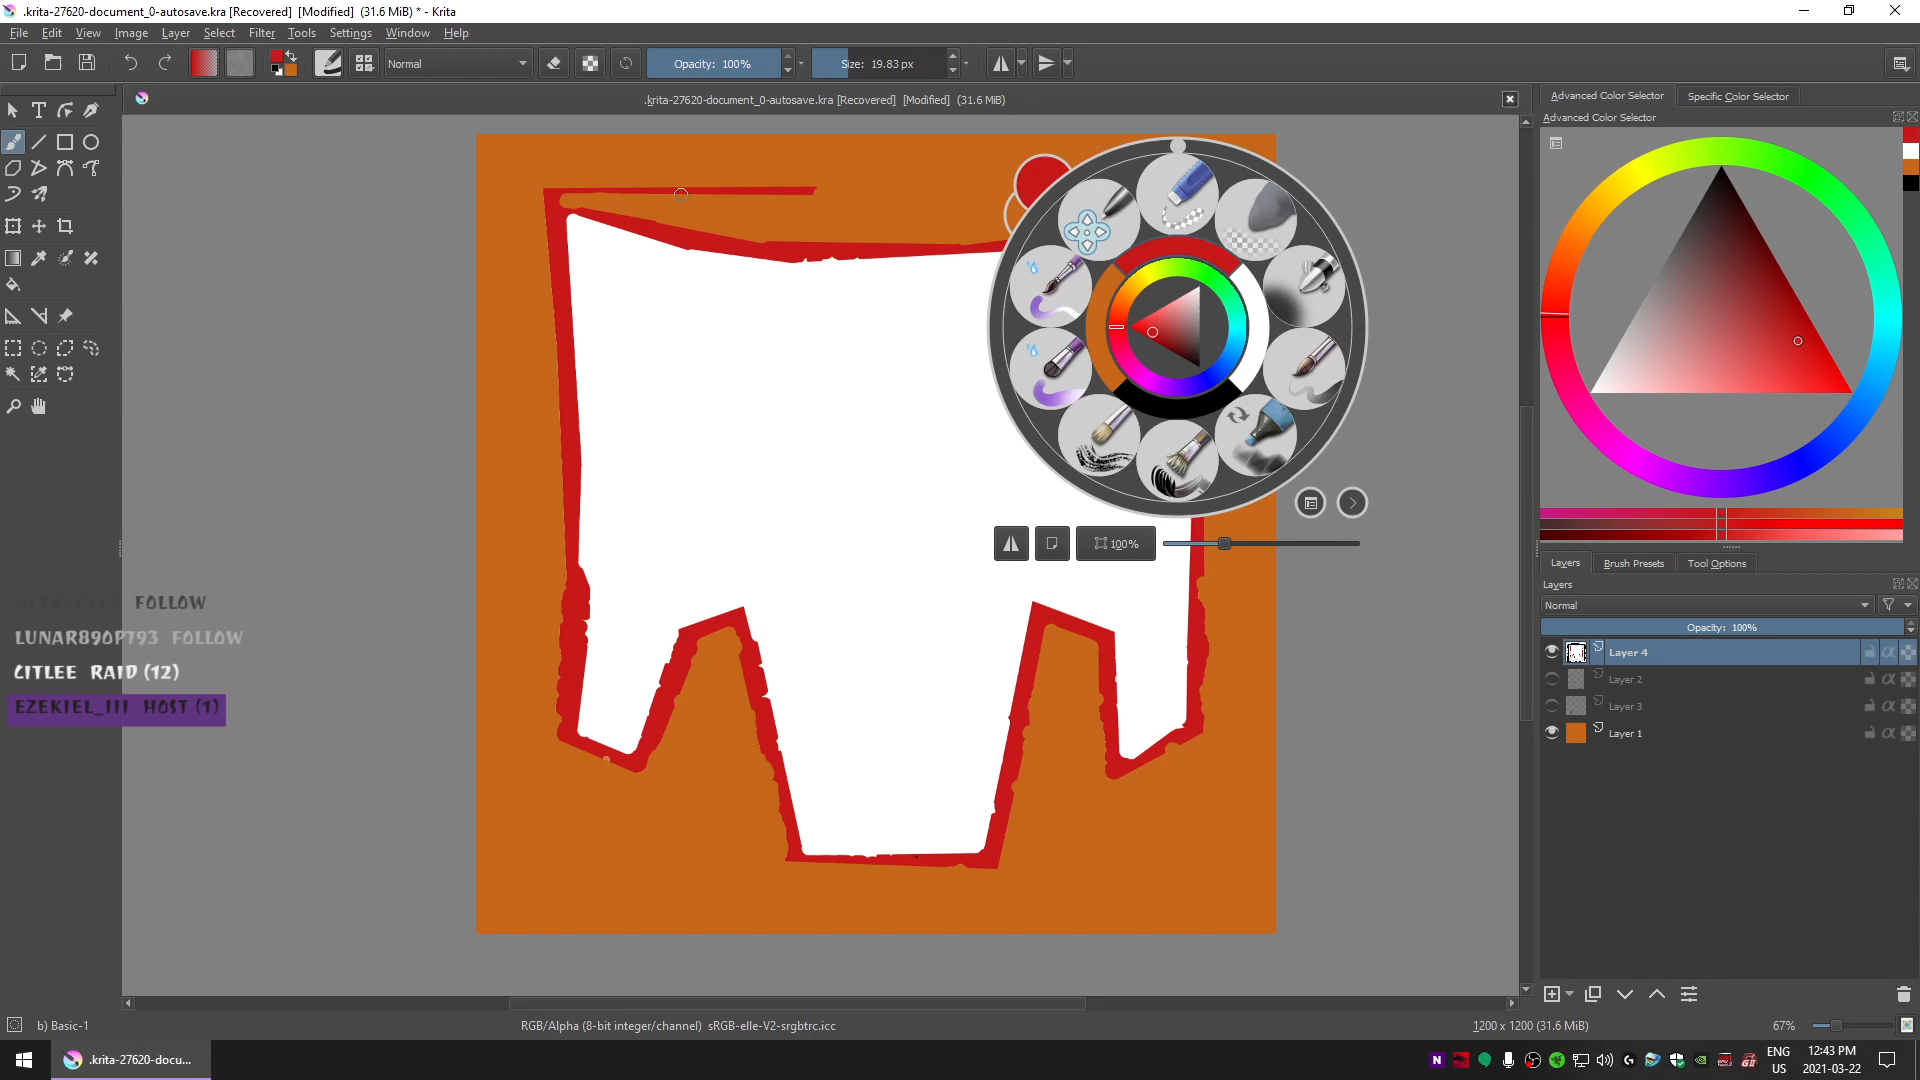 .krita-27620-document_0-autosave.kra [Recovered] [Modified] (31.6 MiB) * - Krita
File Edit View Image Layer Select Filter Tools Settings Window Help
Normal
Opacity: 100%
Size: 19.83 px
.krita-27620-document_0-autosave.kra [Recovered] [Modified] (31.6 MiB)
Advanced Color Selector
Specific Color Selector
Advanced Color Selector
100%
Layers
Brush Presets
Tool Options
Layers
Normal
Opacity: 100%
Layer 4
Layer 2
Layer 3
Layer 1
FOLLOW
LUNAR890P793 FOLLOW
CITLEE RAID (12)
EZEKIEL_III HOST (1)
b) Basic-1
RGB/Alpha (8-bit integer/channel) sRGB-elle-V2-srgbtrc.icc
1200 x 1200 (31.6 MiB)
67%
.krita-27620-docu...
ENG
US
12:43 PM
2021-03-22